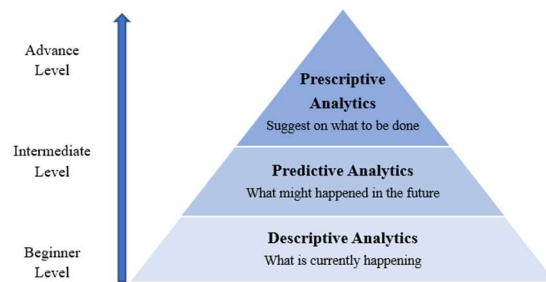 Advance
Level
Prescriptive
Analytics
Suggest on what to be done
Intermediate
Level
Predictive Analytics
What might happened in the future
Beginner
Level
Descriptive Analytics
What is currently happening